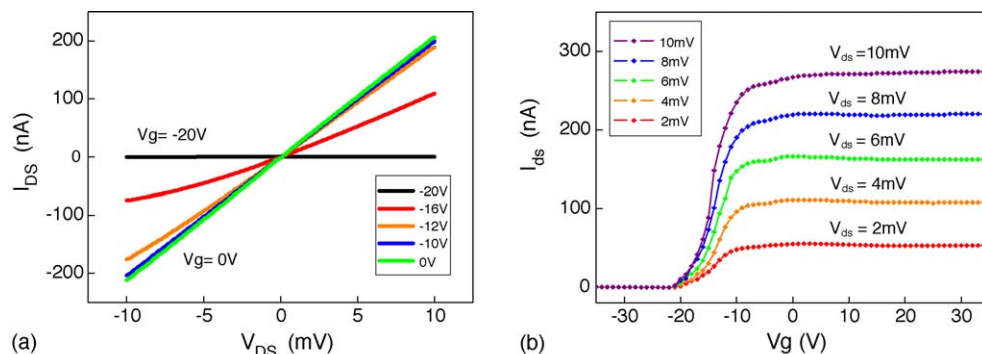 200
100
0
-100
-200
I_DS (nA)
Vg= -20V
Vg= 0V
-20V
-16V
-12V
-10V
0V
-10
-5
0
5
10
V_DS (mV)
(a)
300
200
100
0
I_ds (nA)
10mV
8mV
6mV
4mV
2mV
V_ds =10mV
V_ds = 8mV
V_ds = 6mV
V_ds = 4mV
V_ds = 2mV
-30
-20
-10
0
10
20
30
Vg (V)
(b)